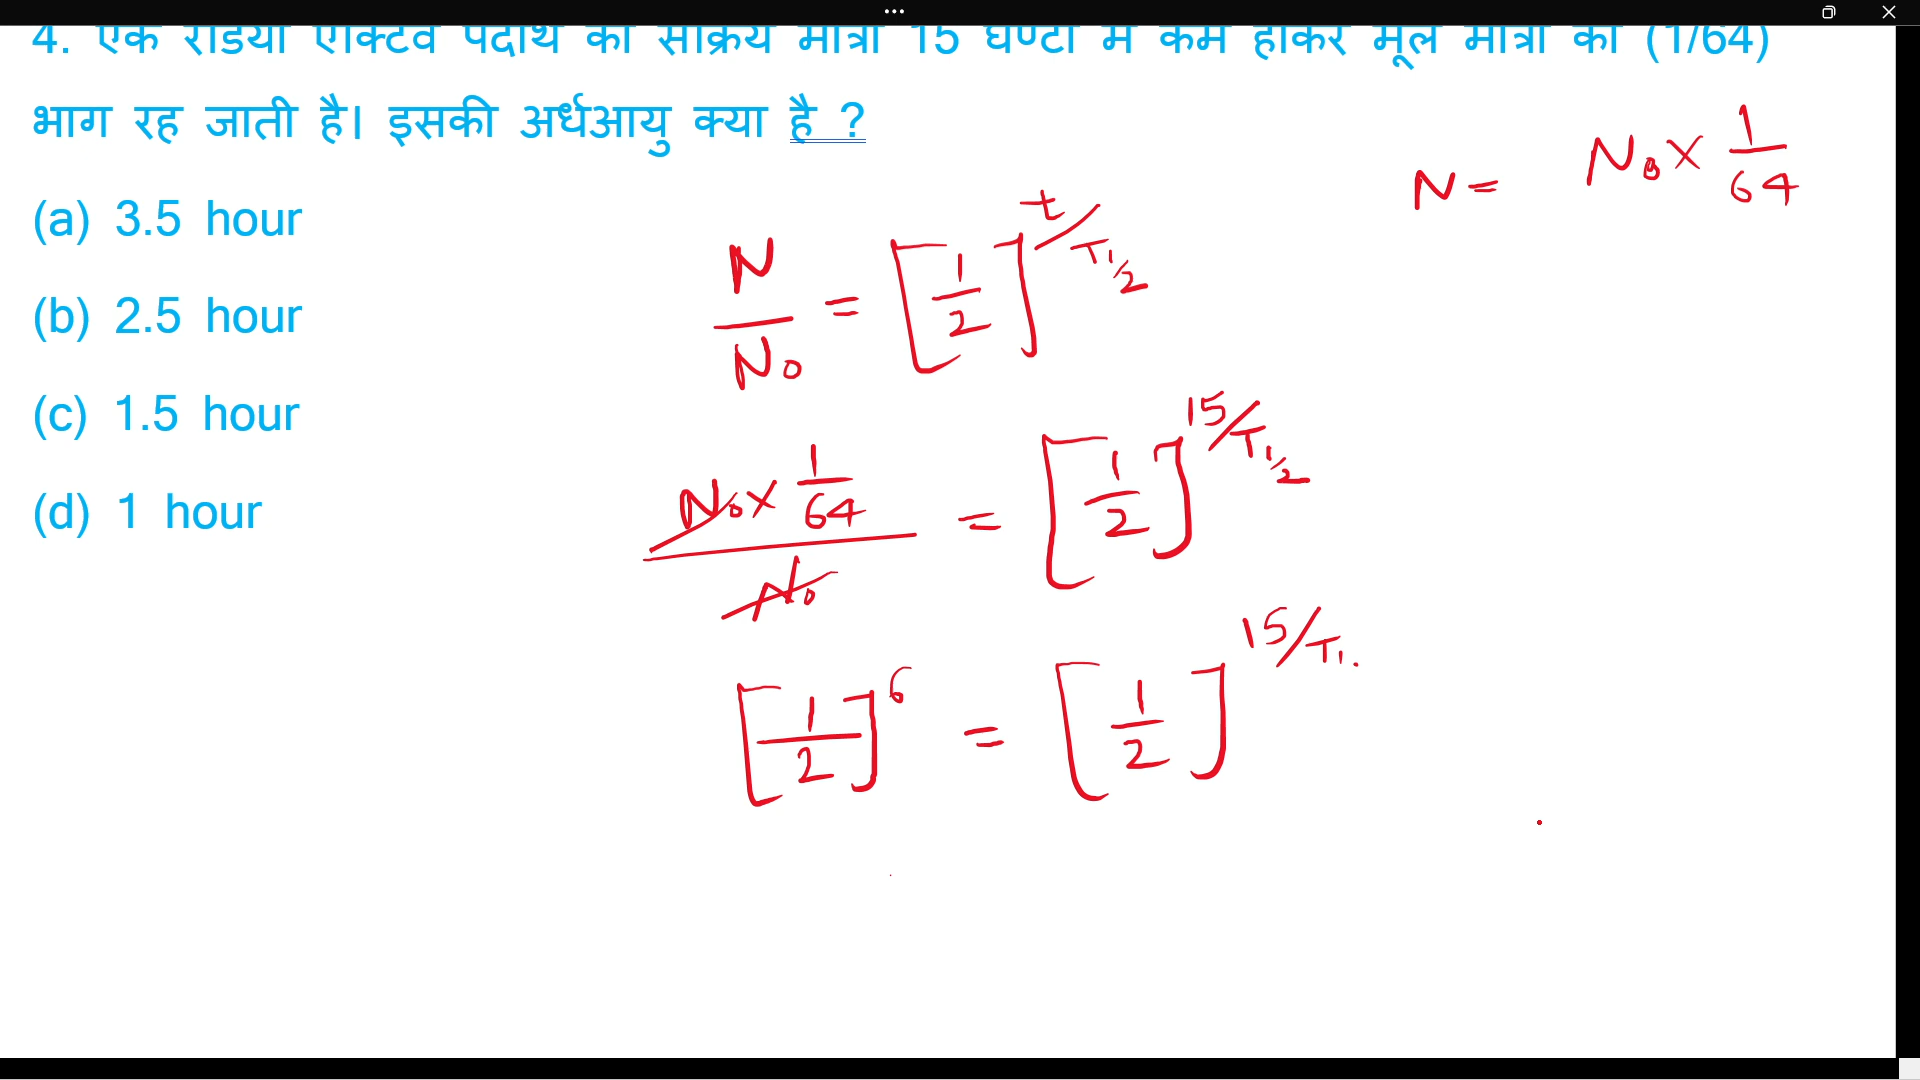 4. एक रेडियो एक्टिव पदार्थ की सक्रिय मात्रा 15 घण्टों में कम होकर मूल मात्रा की (1/64)
भाग रह जाती है। इसकी अर्धआयु क्या है ?
(a) 3.5 hour
(b) 2.5 hour
(c) 1.5 hour
(d) 1 hour
N = N₀ × 1/64
N/N₀ = [1/2]^(t/T1/2)
N₀ × 1/64 / N₀ = [1/2]^(15/T1/2)
[1/2]^6 = [1/2]^(15/T1.